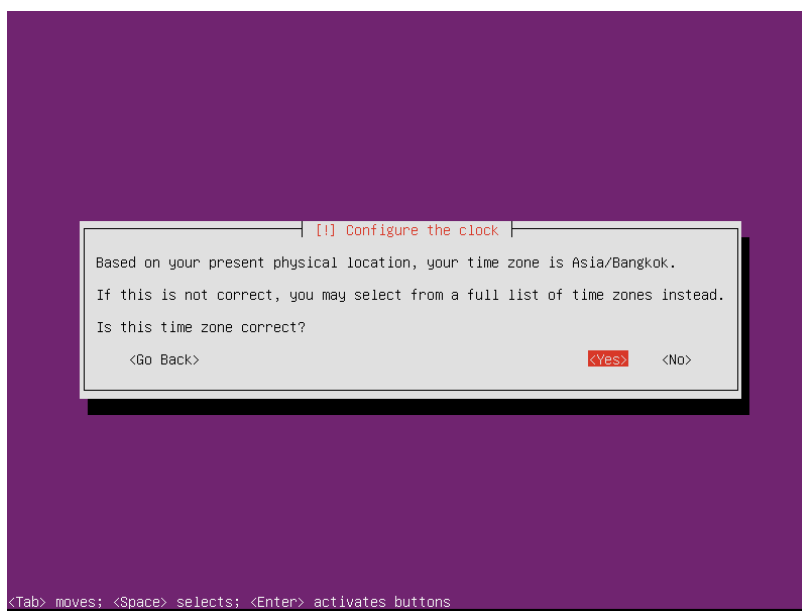 [!] Configure the clock
Based on your present physical location, your time zone is Asia/Bangkok.
If this is not correct, you may select from a full list of time zones instead.
Is this time zone correct?
<Go Back> <Yes> <No>
<Tab> moves; <Space> selects; <Enter> activates buttons